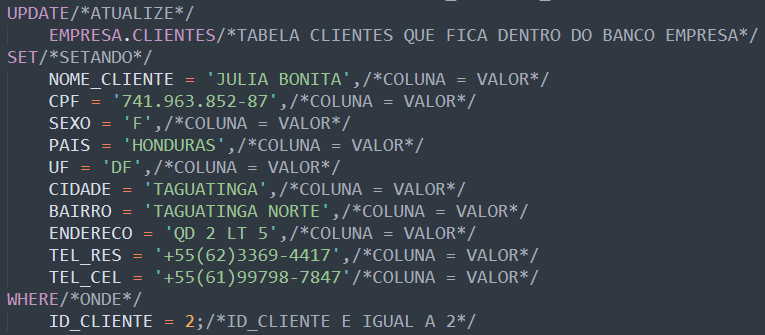 UPDATE/*ATUALIZE*/
EMPRESA.CLIENTES/*TABELA CLIENTES QUE FICA DENTRO DO BANCO EMPRESA*/
SET/*SETANDO*/
NOME_CLIENTE = 'JULIA BONITA',/*COLUNA = VALOR*/
CPF = '741.963.852-87',/*COLUNA = VALOR*/
SEXO = 'F',/*COLUNA = VALOR*/
PAIS = 'HONDURAS',/*COLUNA = VALOR*/
UF = 'DF',/*COLUNA = VALOR*/
CIDADE = 'TAGUATINGA',/*COLUNA = VALOR*/
BAIRRO = 'TAGUATINGA NORTE',/*COLUNA = VALOR*/
ENDERECO = 'QD 2 LT 5',/*COLUNA = VALOR*/
TEL_RES = '+55(62)3369-4417',/*COLUNA = VALOR*/
TEL_CEL = '+55(61)99798-7847'/*COLUNA = VALOR*/
WHERE/*ONDE*/
ID_CLIENTE = 2;/*ID_CLIENTE E IGUAL A 2*/